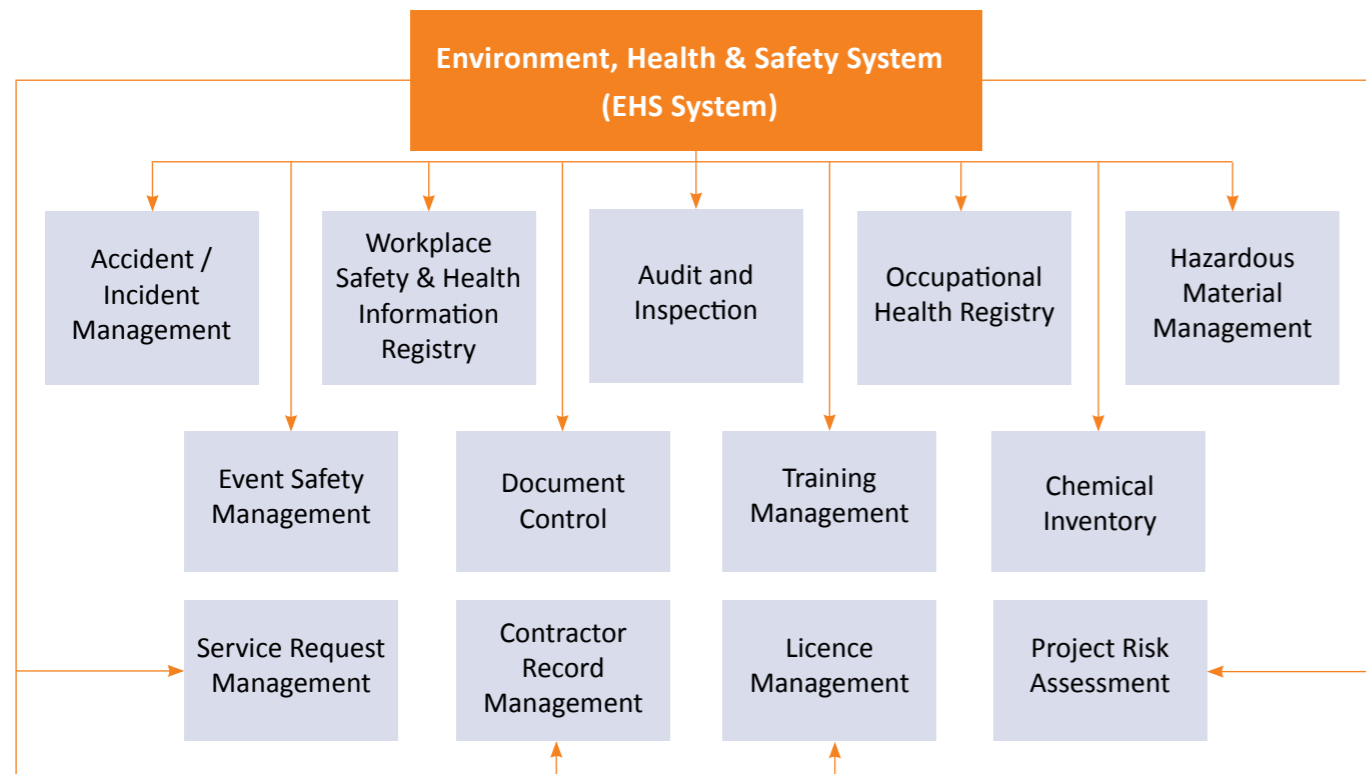 Environment, Health & Safety System
(EHS System)
Accident /
Incident
Management
Workplace
Safety & Health
Information
Registry
Audit and
Inspection
Occupational
Health Registry
Hazardous
Material
Management
Event Safety
Management
Document
Control
Training
Management
Chemical
Inventory
Service Request
Management
Contractor
Record
Management
Licence
Management
Project Risk
Assessment